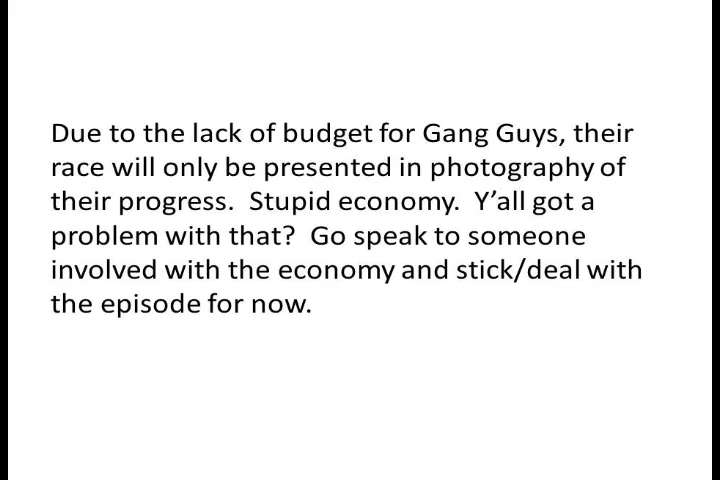 Due to the lack of budget for Gang Guys, their
race will only be presented in photography of
their progress.  Stupid economy.  Y’all got a
problem with that?  Go speak to someone
involved with the economy and stick/deal with
the episode for now.